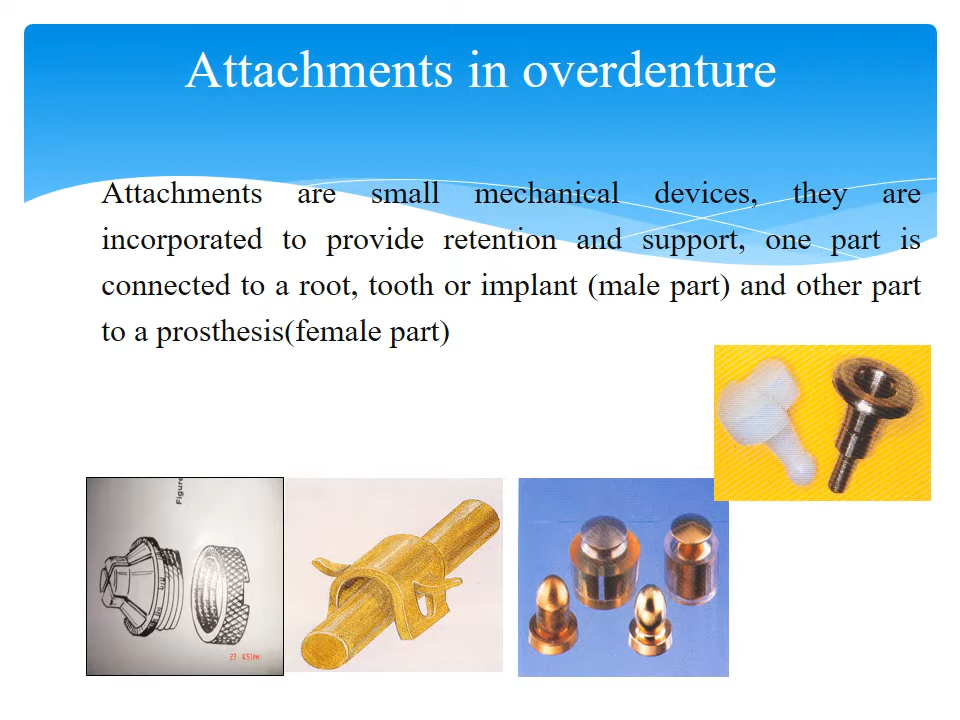 Attachments in overdenture
Attachments are small mechanical devices, they are
incorporated to provide retention and support, one part is
connected to a root, tooth or implant (male part) and other part
to a prosthesis(female part)
Figure